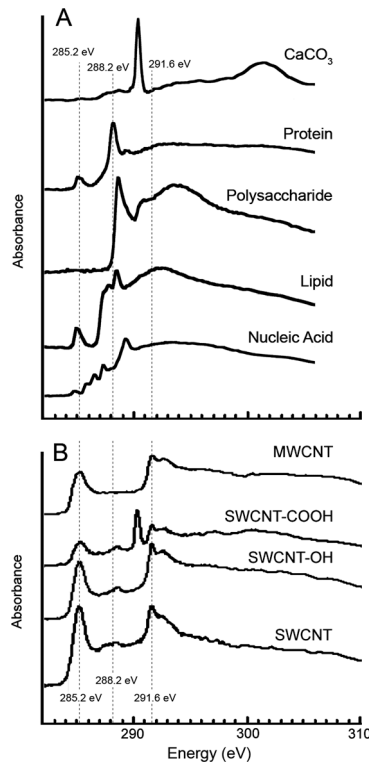 A
285.2 eV
288.2 eV
291.6 eV
CaCO3
Protein
Polysaccharide
Lipid
Nucleic Acid
Absorbance
B
MWCNT
SWCNT-COOH
SWCNT-OH
SWCNT
Absorbance
285.2 eV
288.2 eV
291.6 eV
290
300
310
Energy (eV)